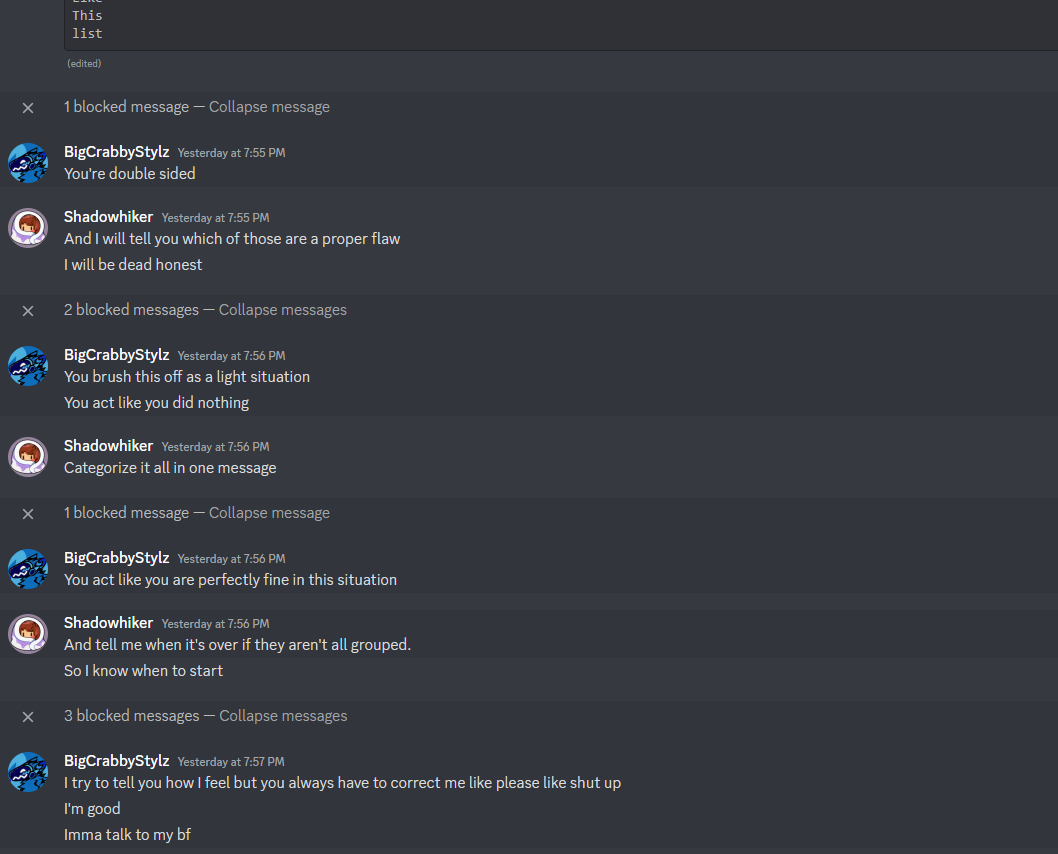 Like
This
list
(edited)
1 blocked message — Collapse message
BigCrabbyStylz Yesterday at 7:55 PM
You're double sided
Shadowhiker Yesterday at 7:55 PM
And I will tell you which of those are a proper flaw
I will be dead honest
2 blocked messages — Collapse messages
BigCrabbyStylz Yesterday at 7:56 PM
You brush this off as a light situation
You act like you did nothing
Shadowhiker Yesterday at 7:56 PM
Categorize it all in one message
1 blocked message — Collapse message
BigCrabbyStylz Yesterday at 7:56 PM
You act like you are perfectly fine in this situation
Shadowhiker Yesterday at 7:56 PM
And tell me when it's over if they aren't all grouped.
So I know when to start
3 blocked messages — Collapse messages
BigCrabbyStylz Yesterday at 7:57 PM
I try to tell you how I feel but you always have to correct me like please like shut up
I'm good
Imma talk to my bf